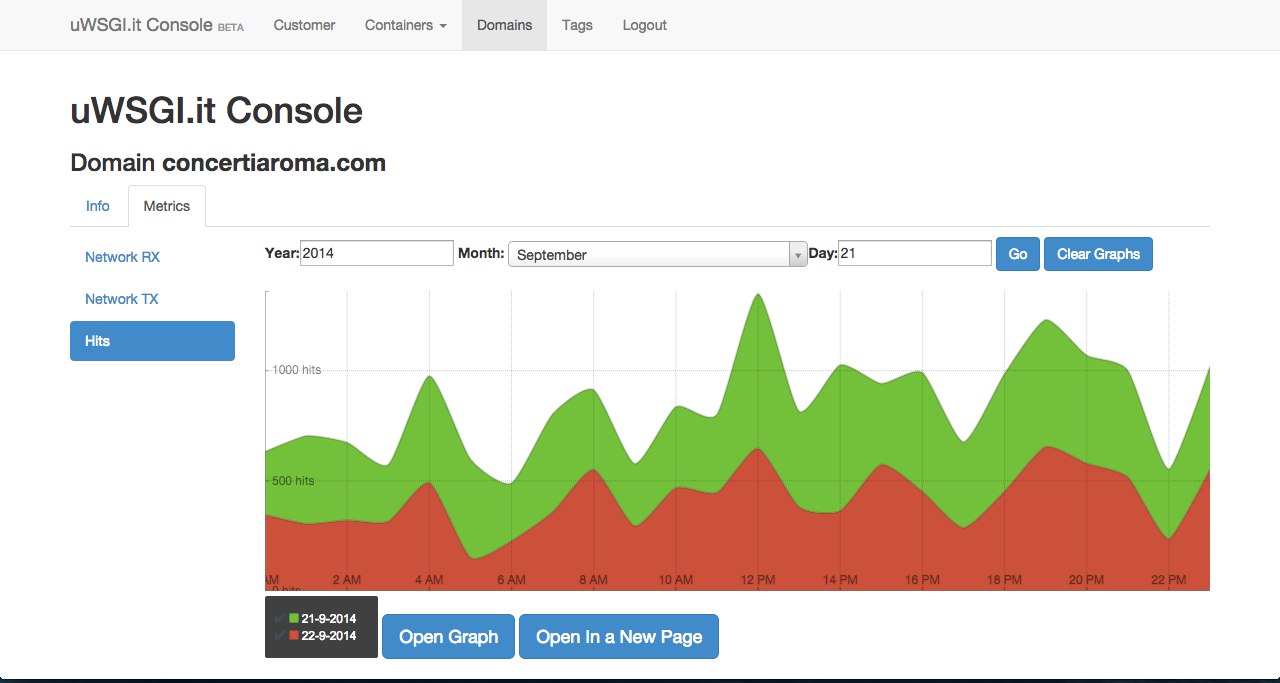 uWSGI.it Console BETA Customer Containers Domains Tags Logout
uWSGI.it Console
Domain concertiaroma.com
Info Metrics
Network RX
Network TX
Hits
Year: 2014 Month: September Day: 21 Go Clear Graphs
1000 hits
500 hits
AM 2 AM 4 AM 6 AM 8 AM 10 AM 12 PM 14 PM 16 PM 18 PM 20 PM 22 PM
0 hits
21-9-2014
22-9-2014
Open Graph Open In a New Page